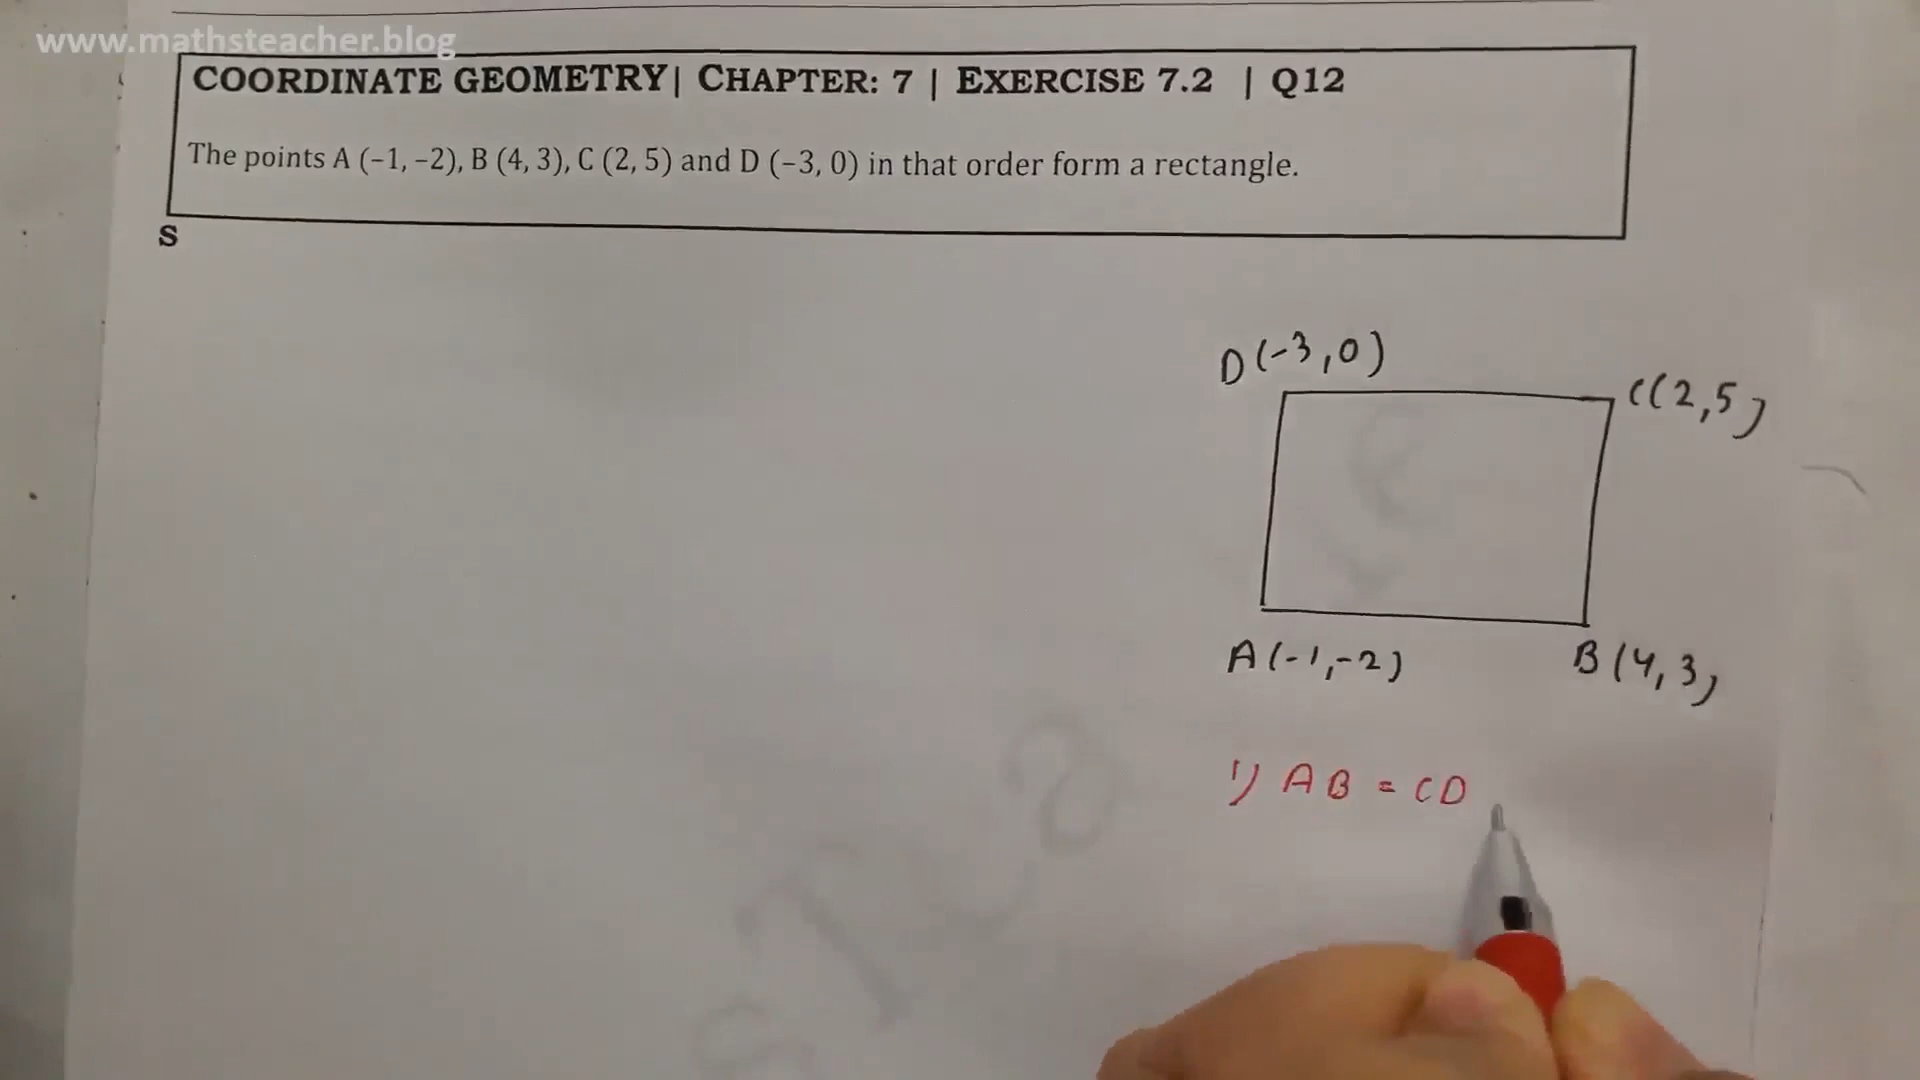 www.mathsteacher.blog
COORDINATE GEOMETRY| CHAPTER: 7 | EXERCISE 7.2 | Q12
The points A (−1, −2), B (4, 3), C (2, 5) and D (−3, 0) in that order form a rectangle.
S
D(-3,0)
C(2,5)
A(-1,-2)
B(4,3)
1) AB = CD